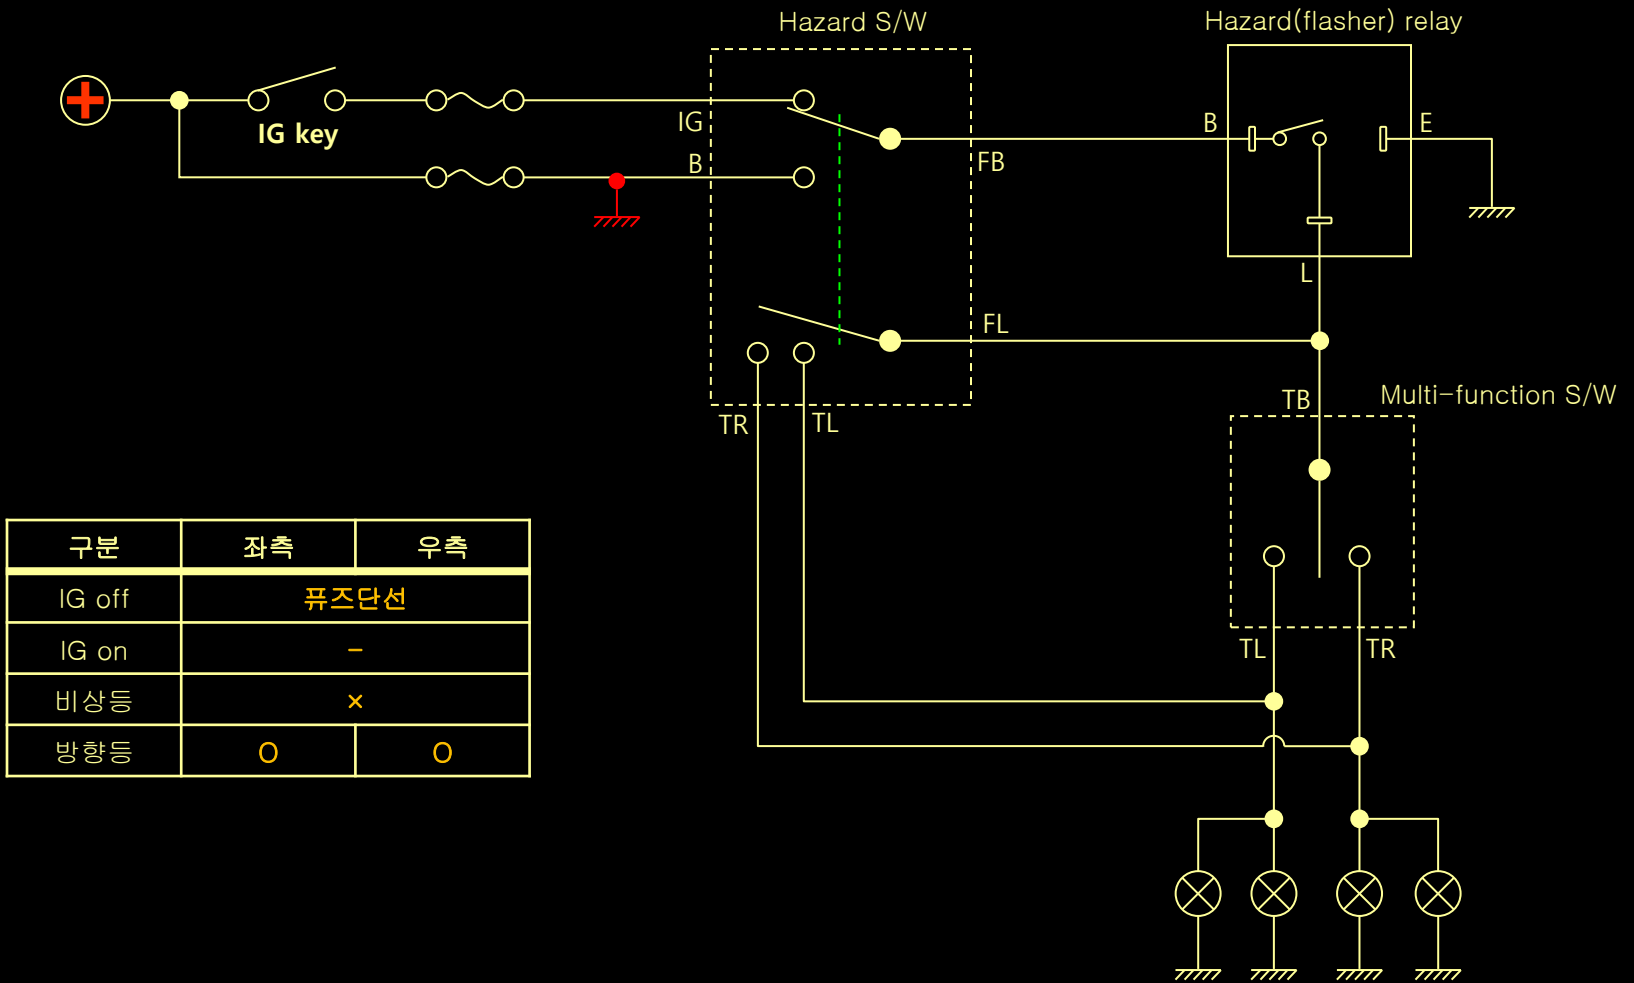 Hazard S/W
Hazard(flasher) relay
IG key
IG
B
FB
B
E
L
FL
TR
TL
TB
Multi-function S/W
TL
TR
구분 좌측 우측
IG off 퓨즈단선
IG on -
비상등 ×
방향등 O O